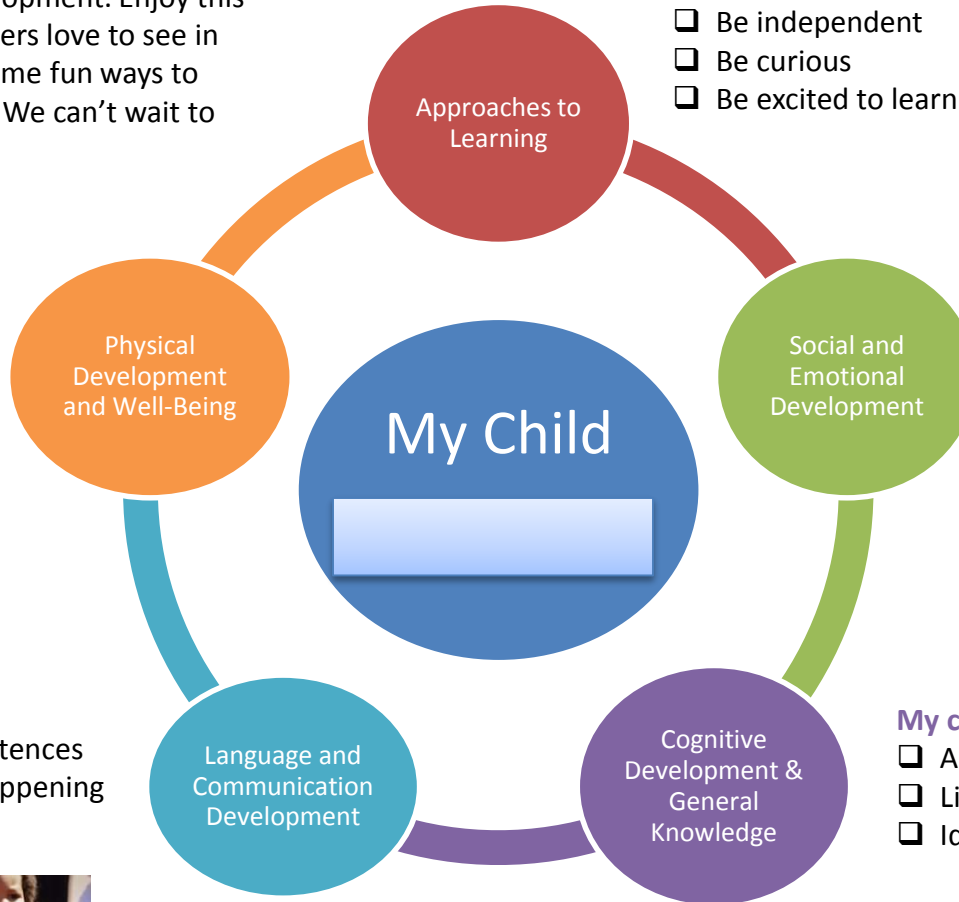 opment. Enjoy this
ers love to see in
me fun ways to
We can't wait to
❑ Be independent
❑ Be curious
❑ Be excited to learn
Approaches to
Learning
Physical
Development
and Well-Being
Social and
Emotional
Development
My Child
tences
ppening
Language and
Communication
Development
Cognitive
Development &
General
Knowledge
My c
❑ A
❑ Li
❑ Id